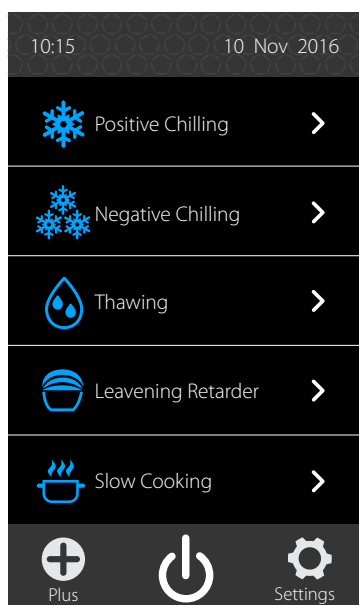 10:15 10 Nov 2016
Positive Chilling
Negative Chilling
Thawing
Leavening Retarder
Slow Cooking
Plus Settings